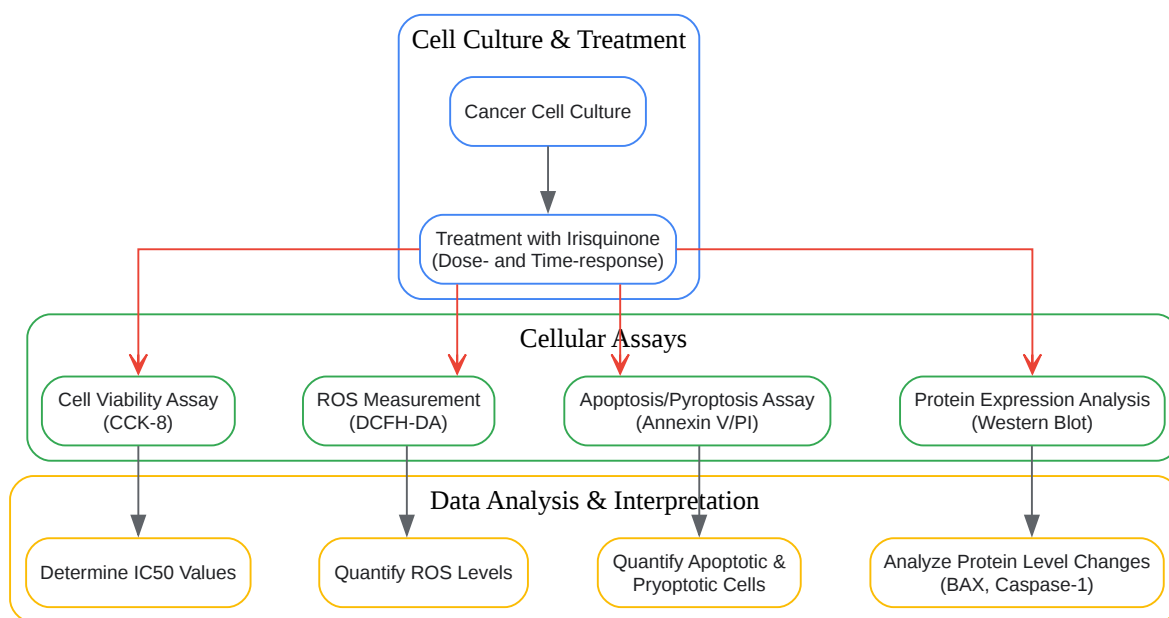 Cell Culture & Treatment
Cancer Cell Culture
Treatment with Irisquinone
(Dose- and Time-response)
Cellular Assays
Cell Viability Assay
(CCK-8)
ROS Measurement
(DCFH-DA)
Apoptosis/Pyroptosis Assay
(Annexin V/PI)
Protein Expression Analysis
(Western Blot)
Data Analysis & Interpretation
Determine IC50 Values
Quantify ROS Levels
Quantify Apoptotic &
Pryoptotic Cells
Analyze Protein Level Changes
(BAX, Caspase-1)